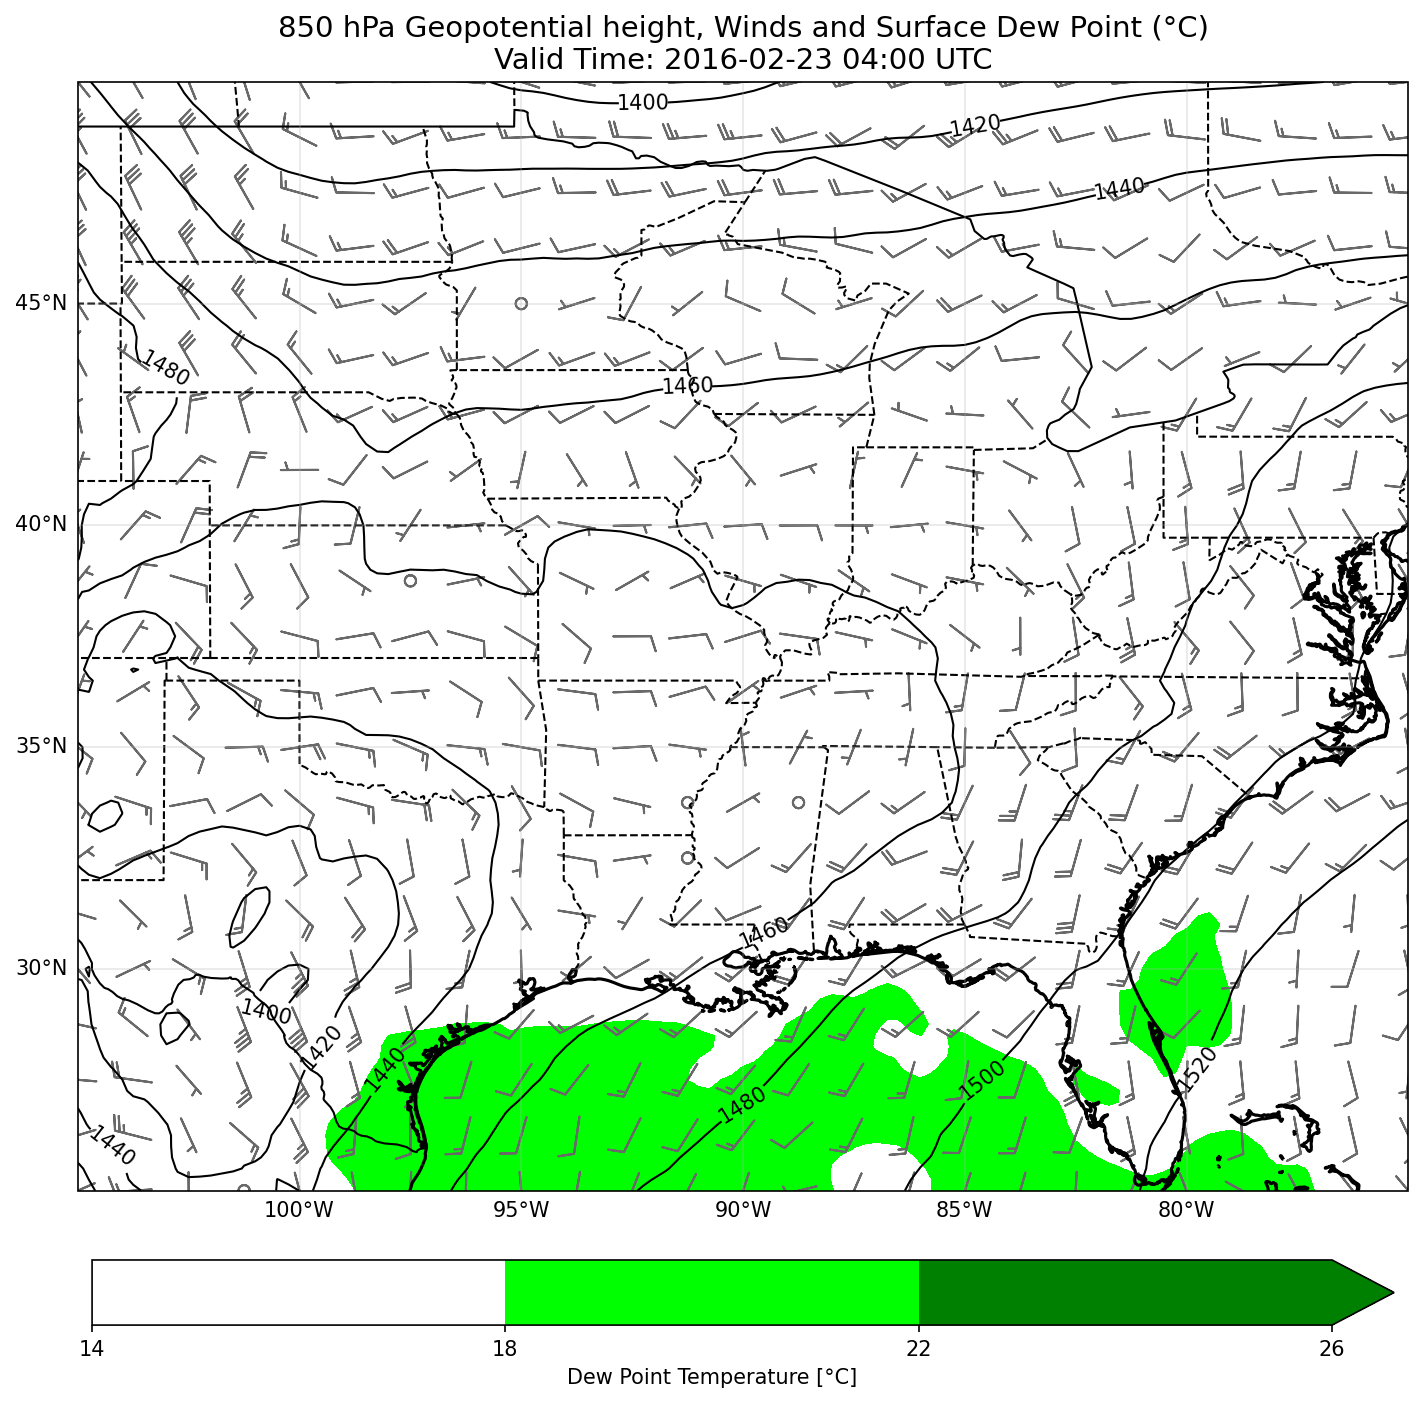 850 hPa Geopotential height, Winds and Surface Dew Point (°C)
Valid Time: 2016-02-23 04:00 UTC
1400
1420
1440
45°N
1480
1460
40°N
35°N
1460
30°N
1400
1420
1440
1480
1500
1520
1440
100°W 95°W 90°W 85°W 80°W
14 18 22 26
Dew Point Temperature [°C]